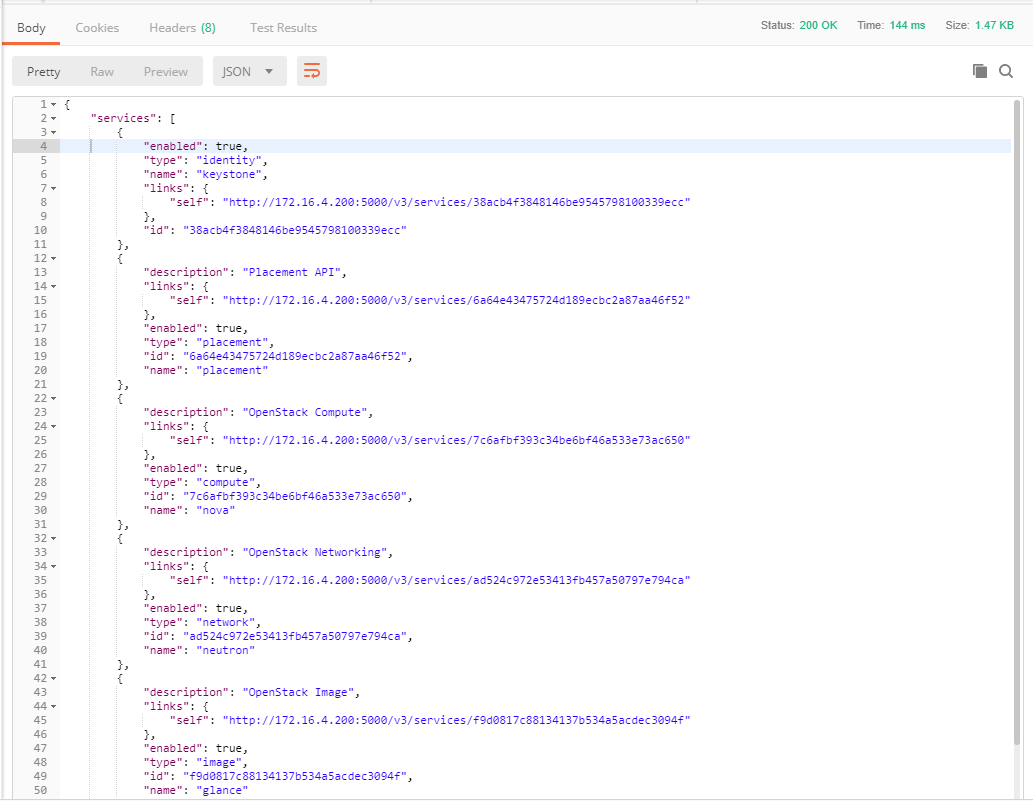 Body Cookies Headers (8) Test Results Status: 200 OK Time: 144 ms Size: 1.47 KB
Pretty Raw Preview JSON
1 {
2 "services": [
3 {
4 "enabled": true,
5 "type": "identity",
6 "name": "keystone",
7 "links": {
8 "self": "http://172.16.4.200:5000/v3/services/38acb4f3848146be9545798100339ecc"
9 },
10 "id": "38acb4f3848146be9545798100339ecc"
11 },
12 {
13 "description": "Placement API",
14 "links": {
15 "self": "http://172.16.4.200:5000/v3/services/6a64e43475724d189ecbc2a87aa46f52"
16 },
17 "enabled": true,
18 "type": "placement",
19 "id": "6a64e43475724d189ecbc2a87aa46f52",
20 "name": "placement"
21 },
22 {
23 "description": "OpenStack Compute",
24 "links": {
25 "self": "http://172.16.4.200:5000/v3/services/7c6afbf393c34be6bf46a533e73ac650"
26 },
27 "enabled": true,
28 "type": "compute",
29 "id": "7c6afbf393c34be6bf46a533e73ac650",
30 "name": "nova"
31 },
32 {
33 "description": "OpenStack Networking",
34 "links": {
35 "self": "http://172.16.4.200:5000/v3/services/ad524c972e53413fb457a50797e794ca"
36 },
37 "enabled": true,
38 "type": "network",
39 "id": "ad524c972e53413fb457a50797e794ca",
40 "name": "neutron"
41 },
42 {
43 "description": "OpenStack Image",
44 "links": {
45 "self": "http://172.16.4.200:5000/v3/services/f9d0817c88134137b534a5acdec3094f"
46 },
47 "enabled": true,
48 "type": "image",
49 "id": "f9d0817c88134137b534a5acdec3094f",
50 "name": "glance"